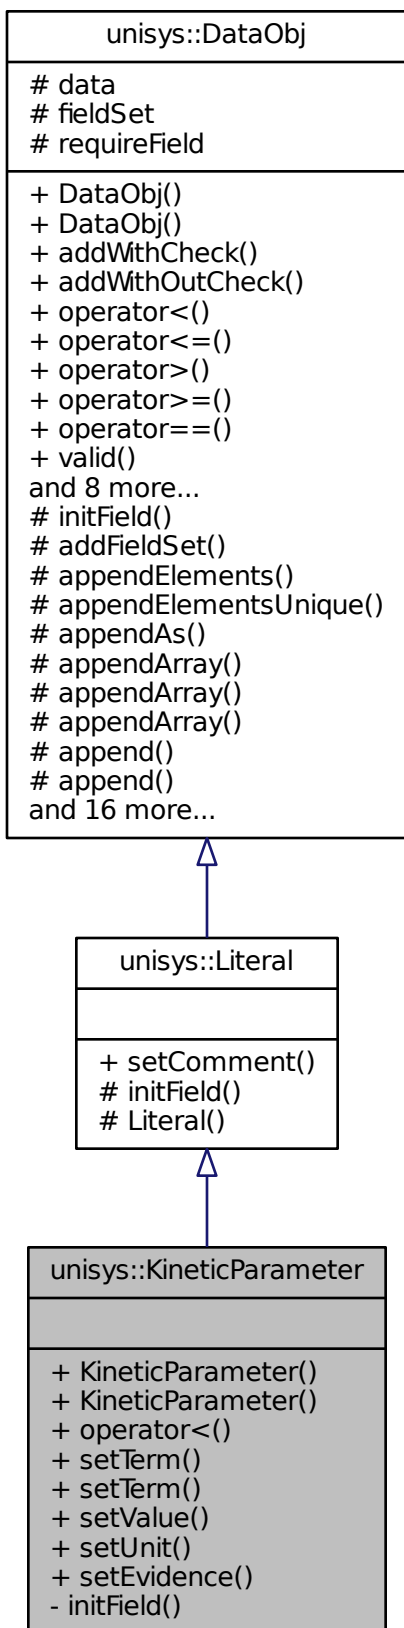 unisys::DataObj
# data
# fieldSet
# requireField
+ DataObj()
+ DataObj()
+ addWithCheck()
+ addWithOutCheck()
+ operator<()
+ operator<=()
+ operator>()
+ operator>=()
+ operator==()
+ valid()
and 8 more...
# initField()
# addFieldSet()
# appendElements()
# appendElementsUnique()
# appendAs()
# appendArray()
# appendArray()
# appendArray()
# append()
# append()
and 16 more...
unisys::Literal
+ setComment()
# initField()
# Literal()
unisys::KineticParameter
+ KineticParameter()
+ KineticParameter()
+ operator<()
+ setTerm()
+ setTerm()
+ setValue()
+ setUnit()
+ setEvidence()
- initField()